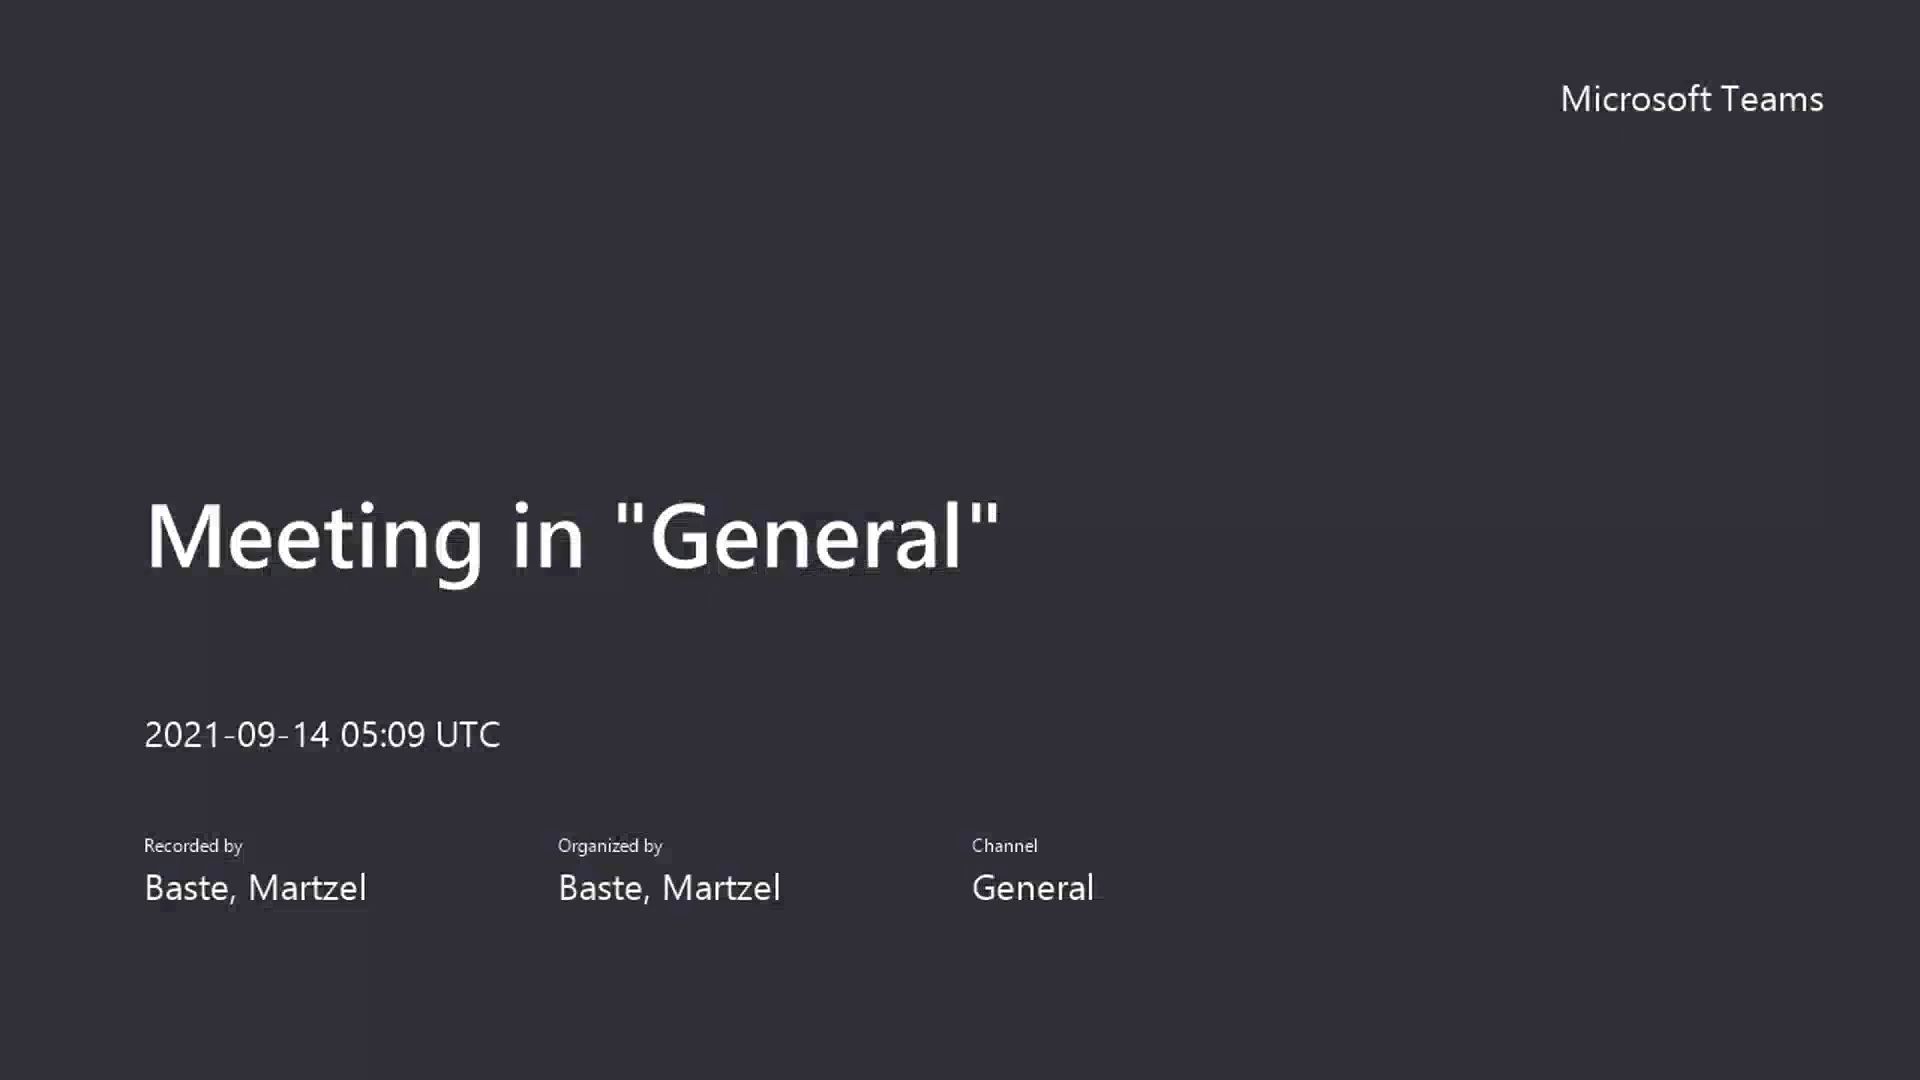 Microsoft Teams
Meeting in "General"
2021-09-14 05:09 UTC
Recorded by
Baste, Martzel
Organized by
Baste, Martzel
Channel
General